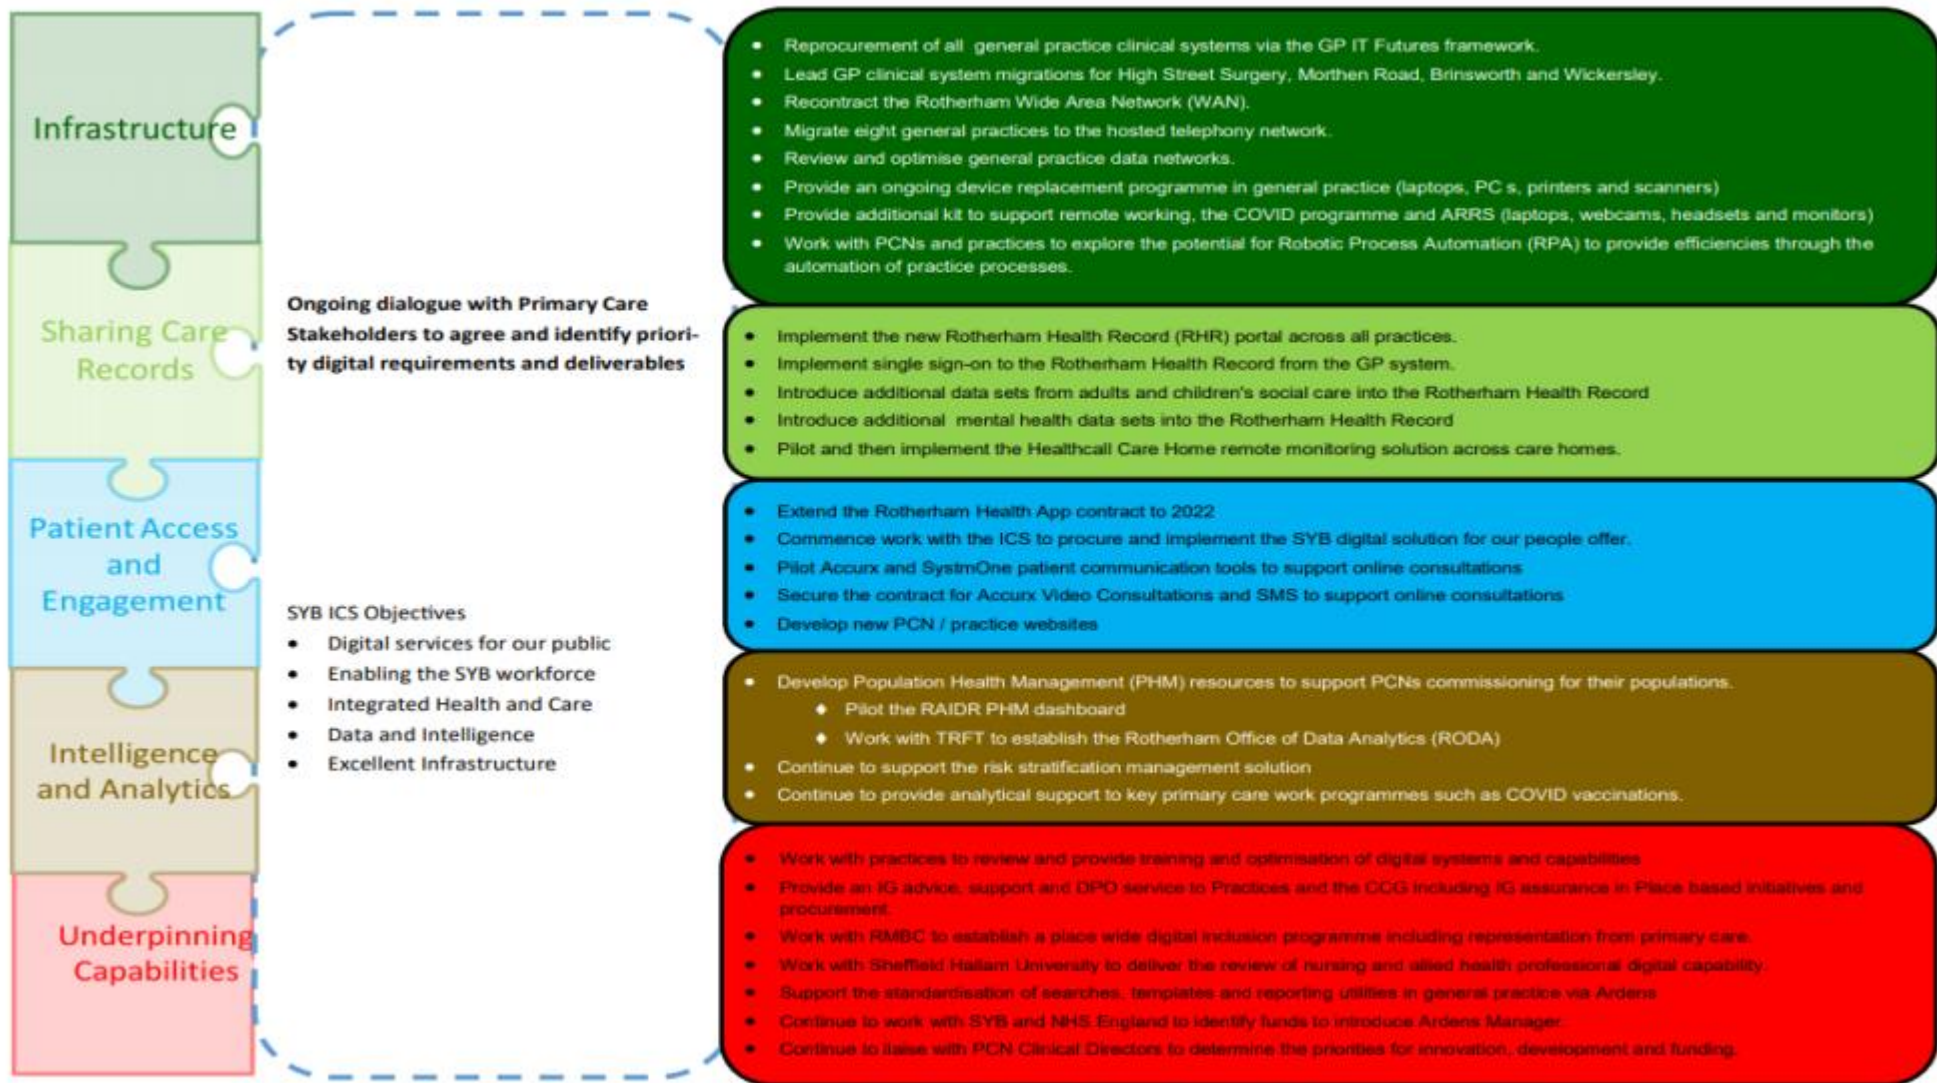 Infrastructure
Sharing Care
Records
Patient Access
and
Engagement
Intelligence
and Analytics
Underpinning
Capabilities
Ongoing dialogue with Primary Care
Stakeholders to agree and identify priori-
ty digital requirements and deliverables
SYB ICS Objectives
• Digital services for our public
• Enabling the SYB workforce
• Integrated Health and Care
• Data and Intelligence
• Excellent Infrastructure
• Reprocurement of all general practice clinical systems via the GP IT Futures framework.
• Lead GP clinical system migrations for High Street Surgery, Morthen Road, Brinsworth and Wickersley.
• Recontract the Rotherham Wide Area Network (WAN).
• Migrate eight general practices to the hosted telephony network.
• Review and optimise general practice data networks.
• Provide an ongoing device replacement programme in general practice (laptops, PC s, printers and scanners)
• Provide additional kit to support remote working, the COVID programme and ARRS (laptops, webcams, headsets and monitors)
• Work with PCNs and practices to explore the potential for Robotic Process Automation (RPA) to provide efficiencies through the
automation of practice processes.
• Implement the new Rotherham Health Record (RHR) portal across all practices.
• Implement single sign-on to the Rotherham Health Record from the GP system.
• Introduce additional data sets from adults and children's social care into the Rotherham Health Record
• Introduce additional mental health data sets into the Rotherham Health Record
• Pilot and then implement the Healthcall Care Home remote monitoring solution across care homes.
• Extend the Rotherham Health App contract to 2022
• Commence work with the ICS to procure and implement the SYB digital solution for our people offer.
• Pilot Accurx and SystmOne patient communication tools to support online consultations
• Secure the contract for Accurx Video Consultations and SMS to support online consultations
• Develop new PCN / practice websites
• Develop Population Health Management (PHM) resources to support PCNs commissioning for their populations.
◆ Pilot the RAIDR PHM dashboard
◆ Work with TRFT to establish the Rotherham Office of Data Analytics (RODA)
• Continue to support the risk stratification management solution
• Continue to provide analytical support to key primary care work programmes such as COVID vaccinations.
• Work with practices to review and provide training and optimisation of digital systems and capabilities
• Provide an IG advice, support and DPO service to Practices and the CCG including IG assurance in Place based initiatives and
procurement.
• Work with RMBC to establish a place wide digital inclusion programme including representation from primary care.
• Work with Sheffield Hallam University to deliver the review of nursing and allied health professional digital capability.
• Support the standardisation of searches, templates and reporting utilities in general practice via Ardens
• Continue to work with SYB and NHS England to identify funds to introduce Ardens Manager.
• Continue to liaise with PCN Clinical Directors to determine the priorities for innovation, development and funding.